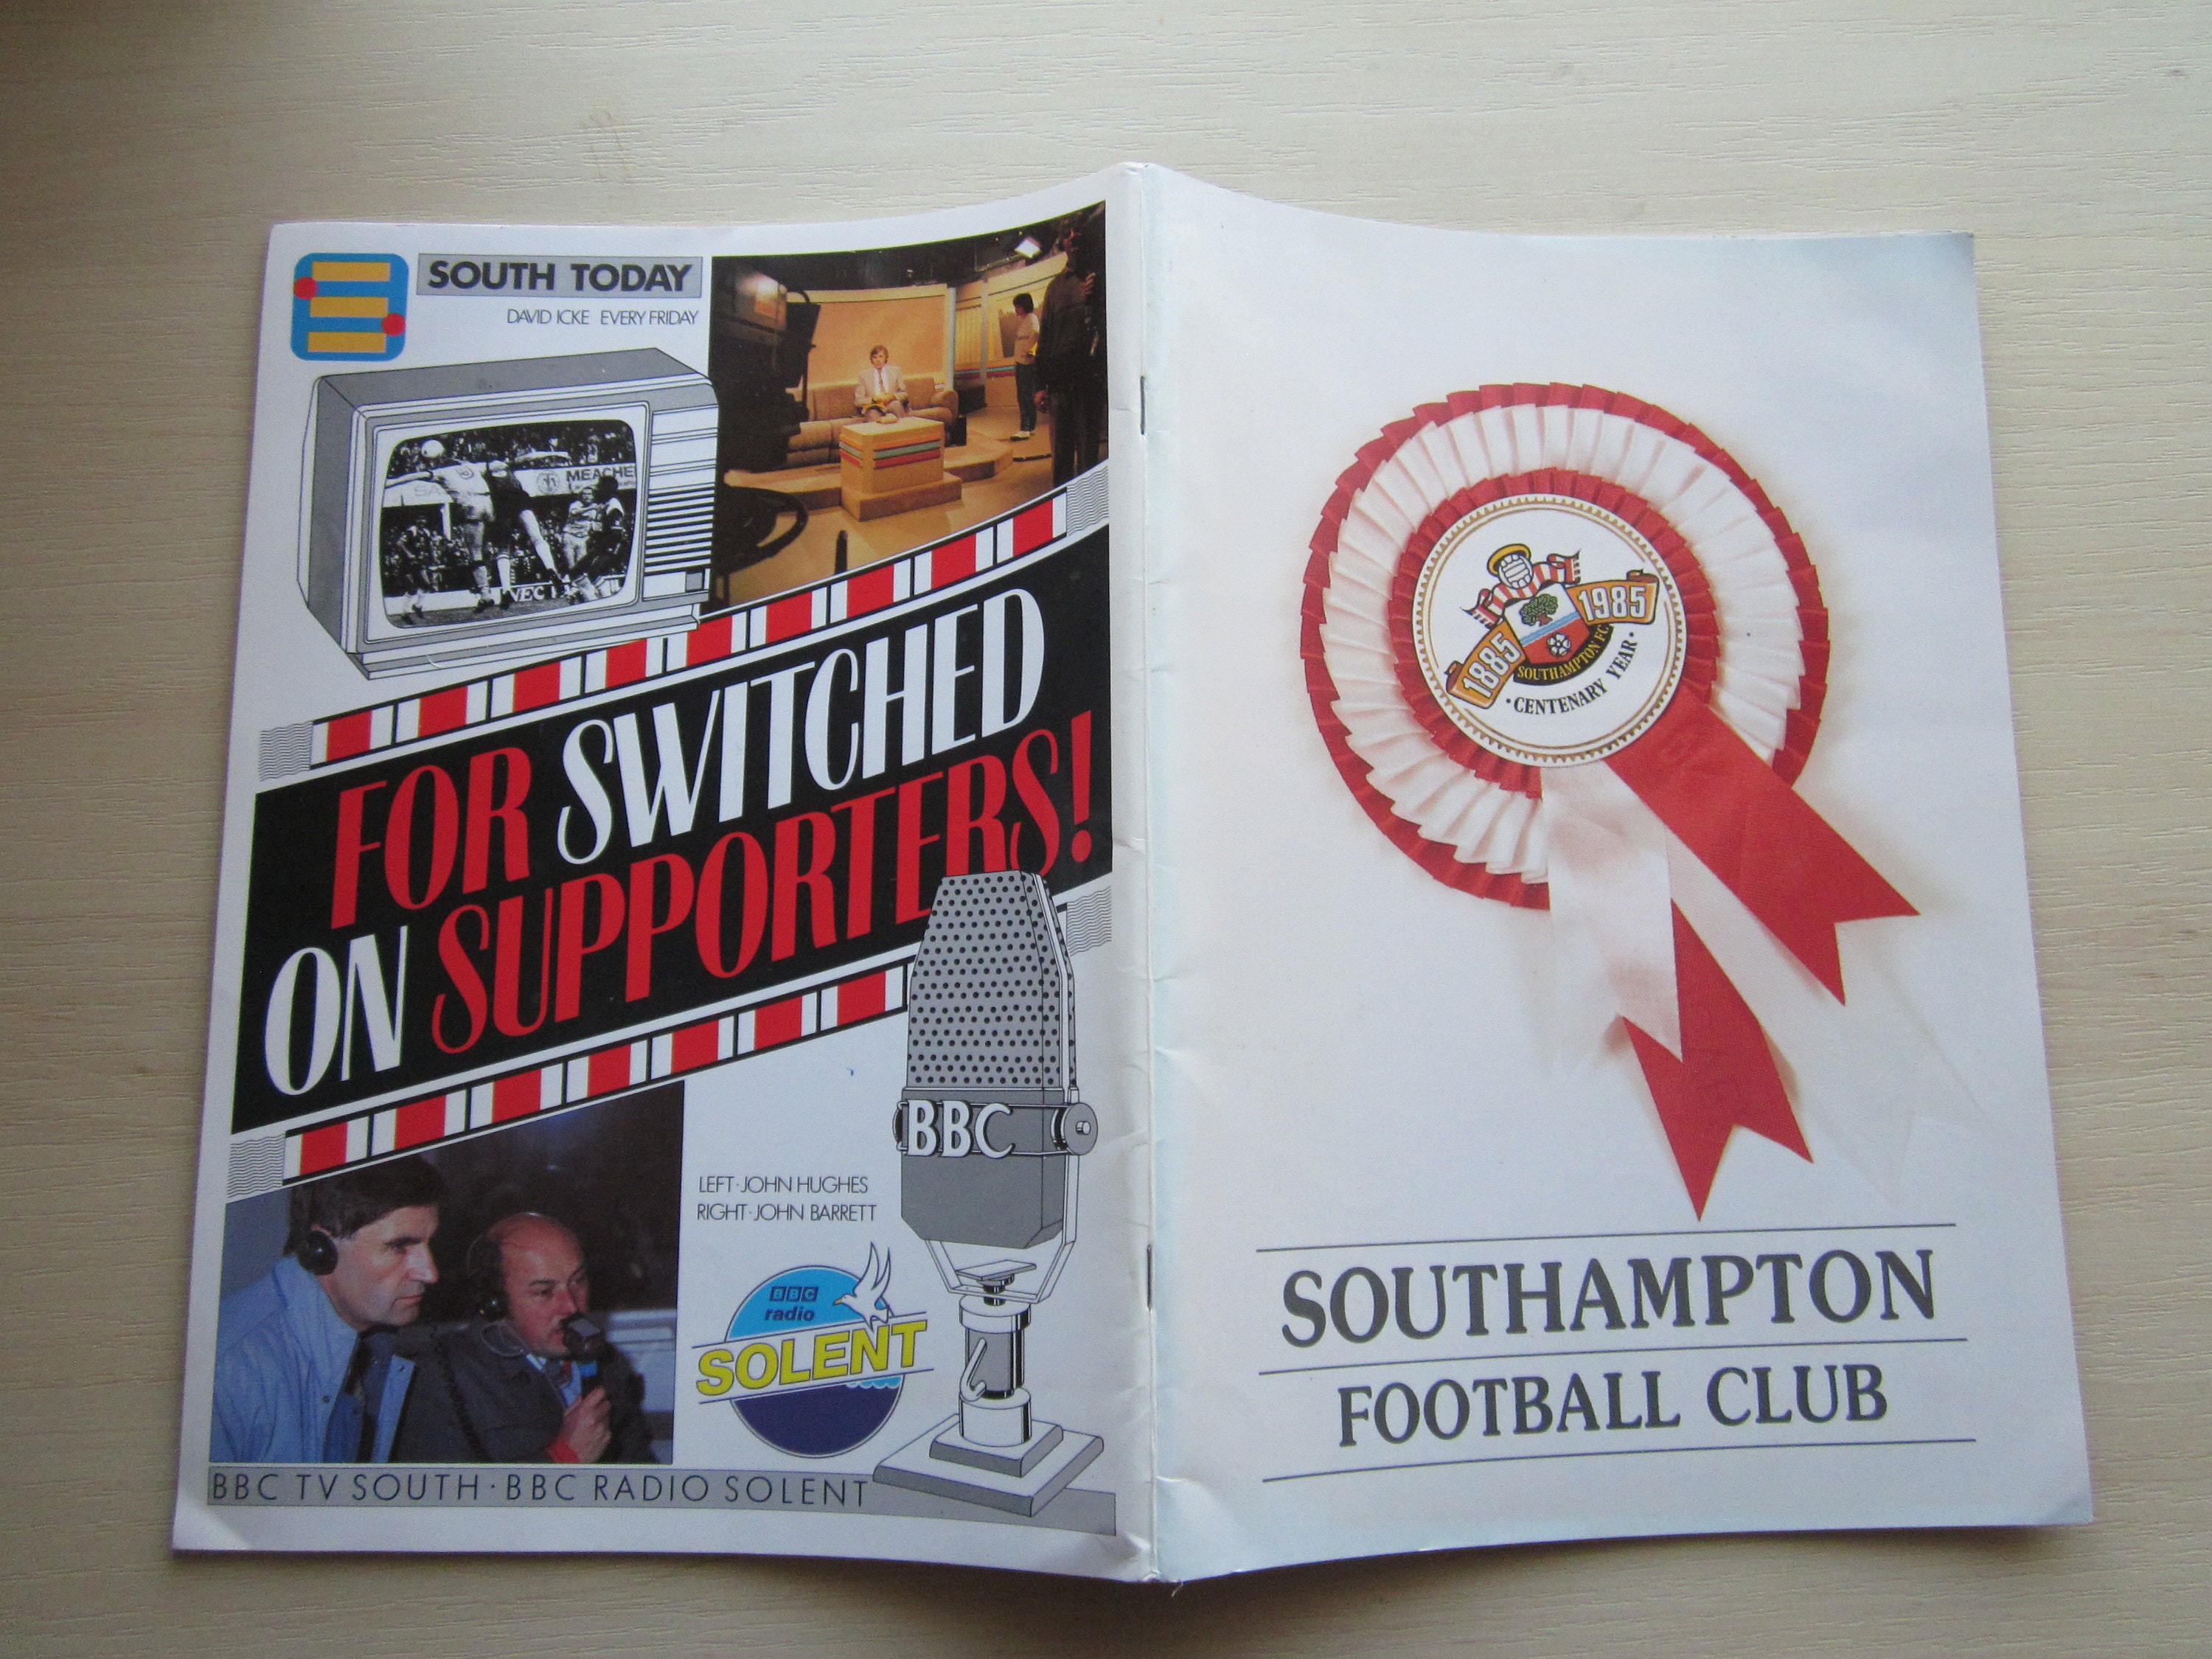 SOUTH TODAY
DAVID ICKE EVERY FRIDAY
MEACHE
VEC
FOR SWITCHED
ON SUPPORTERS!
BBC
LEFT·JOHN HUGHES
RIGHT·JOHN BARRETT
BBC
radio
SOLENT
BBC TV SOUTH·BBC RADIO SOLENT
1885
1985
SOUTHAMPTON FC
·CENTENARY YEAR·
SOUTHAMPTON
FOOTBALL CLUB